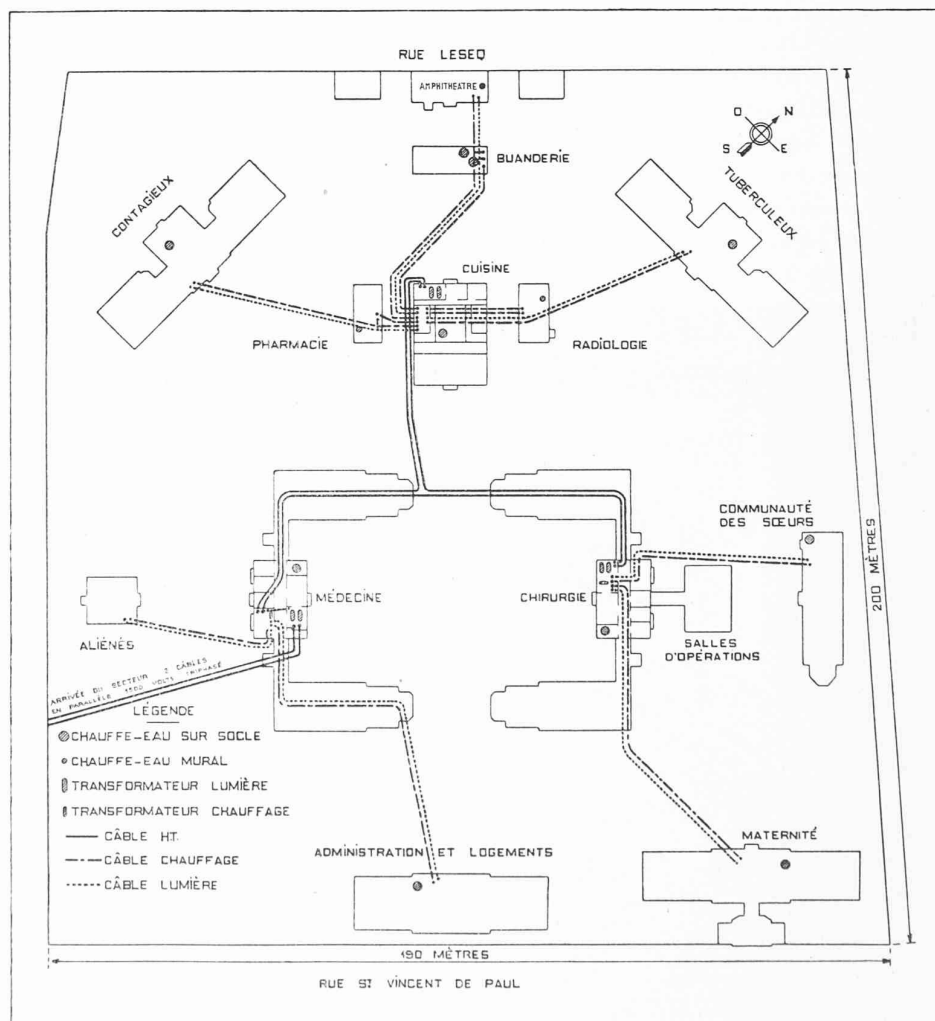 RUE LESEQ
AMPHITHEATRE
O N
S E
BUANDERIE
CONTAGIEUX
TUBERCULEUX
CUISINE
PHARMACIE
RADIOLOGIE
COMMUNAUTÉ
DES SŒURS
200 MÈTRES
MÉDECINE
CHIRURGIE
ALIÉNÉS
SALLES
D'OPÉRATIONS
ARRIVÉE DU SECTEUR 2 CÂBLES
EN PARALLÈLE VOLTS TRIPHASÉ
LÉGENDE
CHAUFFE-EAU SUR SOCLE
CHAUFFE-EAU MURAL
TRANSFORMATEUR LUMIÈRE
TRANSFORMATEUR CHAUFFAGE
CÂBLE HT.
CÂBLE CHAUFFAGE
CÂBLE LUMIÈRE
ADMINISTRATION ET LOGEMENTS
MATERNITÉ
190 MÈTRES
RUE ST VINCENT DE PAUL